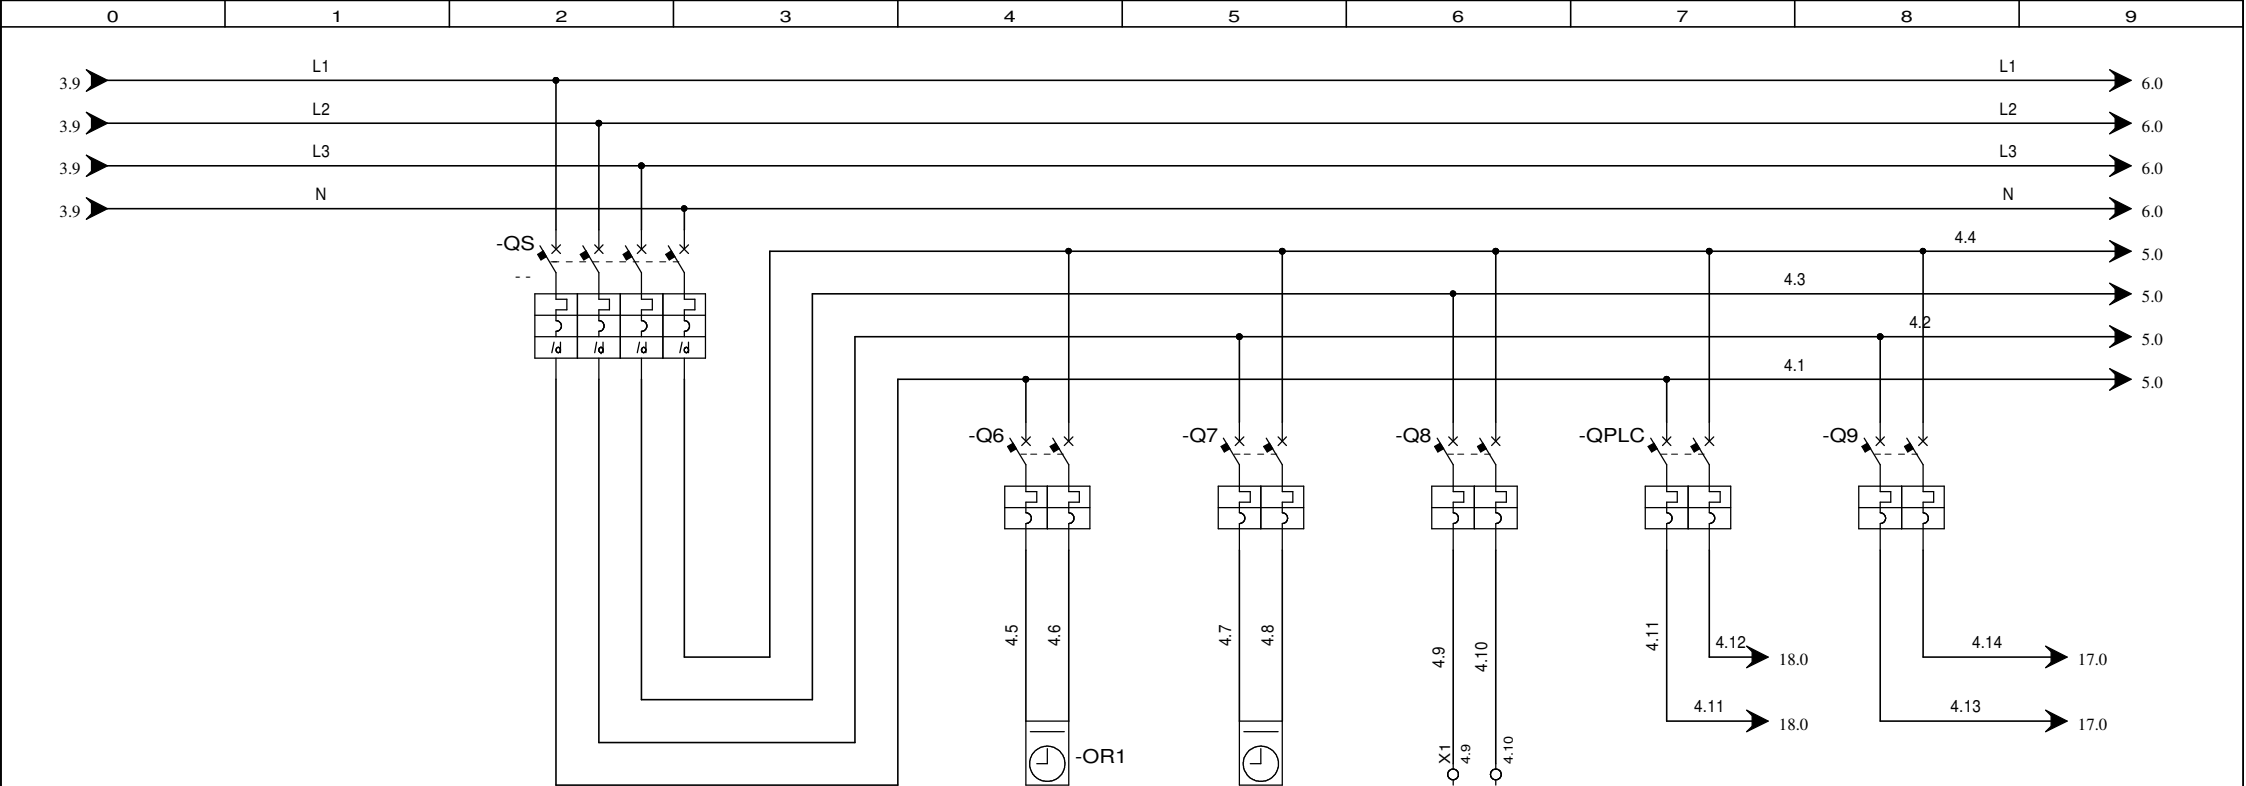 0 1 2 3 4 5 6 7 8 9
3.9 L1 L1 6.0
3.9 L2 L2 6.0
3.9 L3 L3 6.0
3.9 N N 6.0
-QS
--
4.4 5.0
4.3 5.0
4.2 5.0
4.1 5.0
/d /d /d /d
-Q6 -Q7 -Q8 -QPLC -Q9
4.5 4.6 4.7 4.8 4.9 4.10 4.11
4.12 18.0 4.14 17.0
4.11 18.0 4.13 17.0
-OR1 X1 4.9 4.10